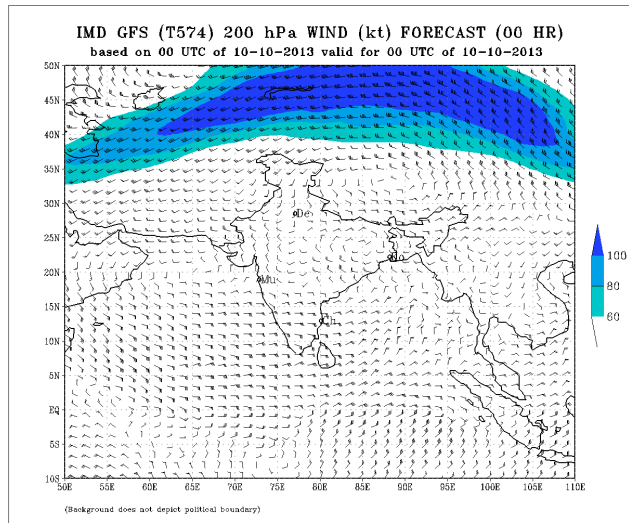 IMD GFS (T574) 200 hPa WIND (kt) FORECAST (00 HR)
based on 00 UTC of 10-10-2013 valid for 00 UTC of 10-10-2013
50N
45N
40N
35N
30N
25N
20N
15N
10N
5N
EQ
5S
10S
De
Ko
Mu
Ch
100
80
60
50E 55E 60E 65E 70E 75E 80E 85E 90E 95E 100E 105E 110E
(Background does not depict political boundary)